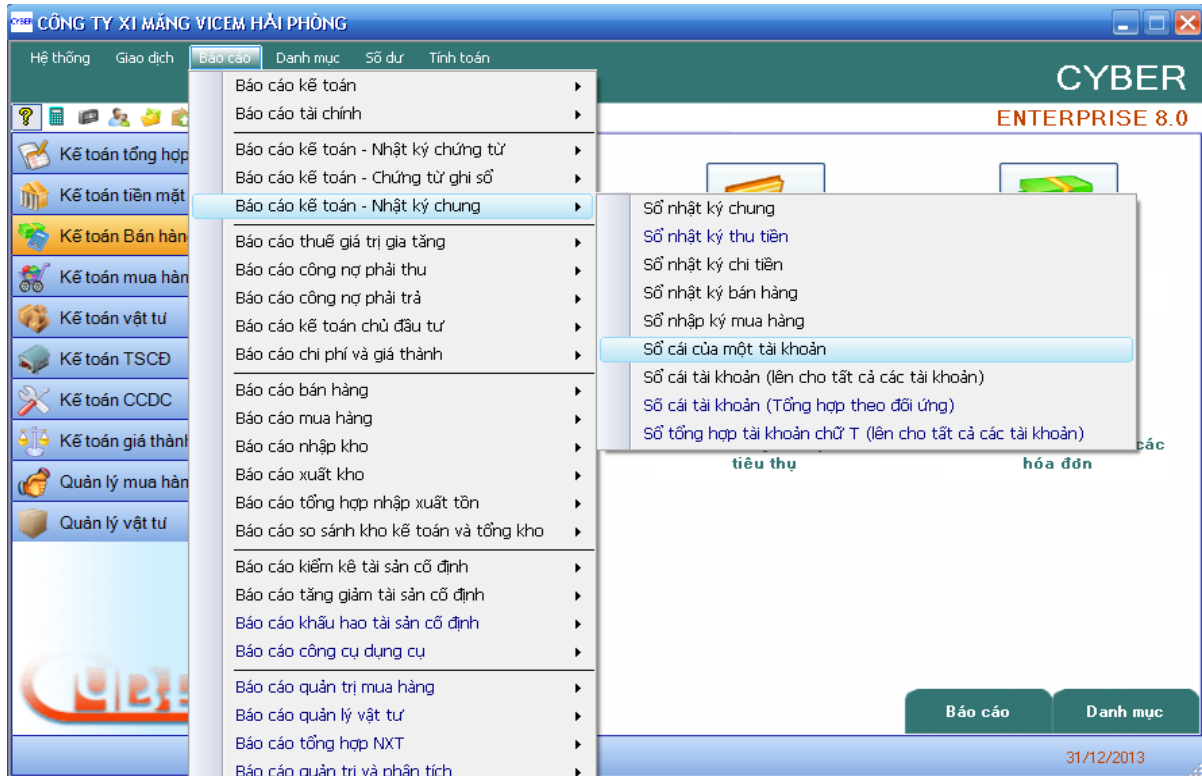 CYBER CÔNG TY XI MĂNG VICEM HẢI PHÒNG
Hệ thống Giao dịch Báo cáo Danh mục Số dư Tính toán
CYBER
ENTERPRISE 8.0
Kế toán tổng hợp
Kế toán tiền mặt
Kế toán Bán hàn
Kế toán mua hàn
Kế toán vật tư
Kế toán TSCĐ
Kế toán CCDC
Kế toán giá thành
Quản lý mua hàn
Quản lý vật tư
Báo cáo kế toán
Báo cáo tài chính
Báo cáo kế toán - Nhật ký chứng từ
Báo cáo kế toán - Chứng từ ghi sổ
Báo cáo kế toán - Nhật ký chung
Báo cáo thuế giá trị gia tăng
Báo cáo công nợ phải thu
Báo cáo công nợ phải trả
Báo cáo kế toán chủ đầu tư
Báo cáo chi phí và giá thành
Báo cáo bán hàng
Báo cáo mua hàng
Báo cáo nhập kho
Báo cáo xuất kho
Báo cáo tổng hợp nhập xuất tồn
Báo cáo so sánh kho kế toán và tổng kho
Báo cáo kiểm kê tài sản cố định
Báo cáo tăng giảm tài sản cố định
Báo cáo khấu hao tài sản cố định
Báo cáo công cụ dụng cụ
Báo cáo quản trị mua hàng
Báo cáo quản lý vật tư
Báo cáo tổng hợp NXT
Báo cáo quản trị và phân tích
Sổ nhật ký chung
Sổ nhật ký thu tiền
Sổ nhật ký chi tiền
Sổ nhật ký bán hàng
Sổ nhập ký mua hàng
Sổ cái của một tài khoản
Sổ cái tài khoản (lên cho tất cả các tài khoản)
Số cái tài khoản (Tổng hợp theo đối ứng)
Sổ tổng hợp tài khoản chữ T (lên cho tất cả các tài khoản)
các
tiêu thụ
hóa đơn
Báo cáo Danh mục
31/12/2013